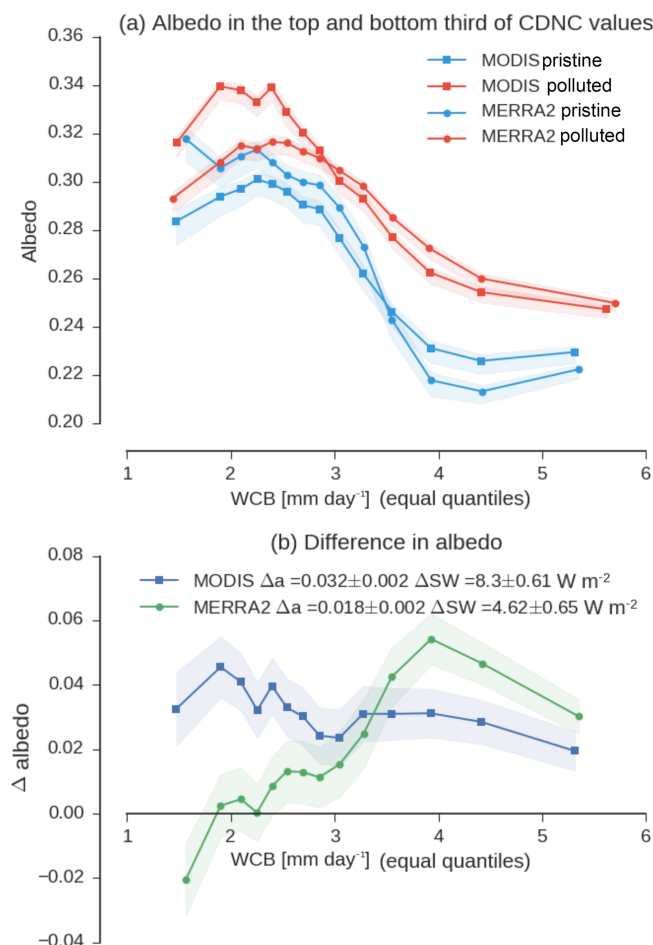 (a) Albedo in the top and bottom third of CDNC values
0.36
0.34
0.32
0.30
0.28
0.26
0.24
0.22
0.20
Albedo
MODIS pristine
MODIS polluted
MERRA2 pristine
MERRA2 polluted
1 2 3 4 5 6
WCB [mm day⁻¹] (equal quantiles)
(b) Difference in albedo
0.08
0.06
0.04
0.02
0.00
−0.02
−0.04
Δ albedo
MODIS Δa =0.032±0.002 ΔSW =8.3±0.61 W m⁻²
MERRA2 Δa =0.018±0.002 ΔSW =4.62±0.65 W m⁻²
1 2 3 4 5 6
WCB [mm day⁻¹] (equal quantiles)